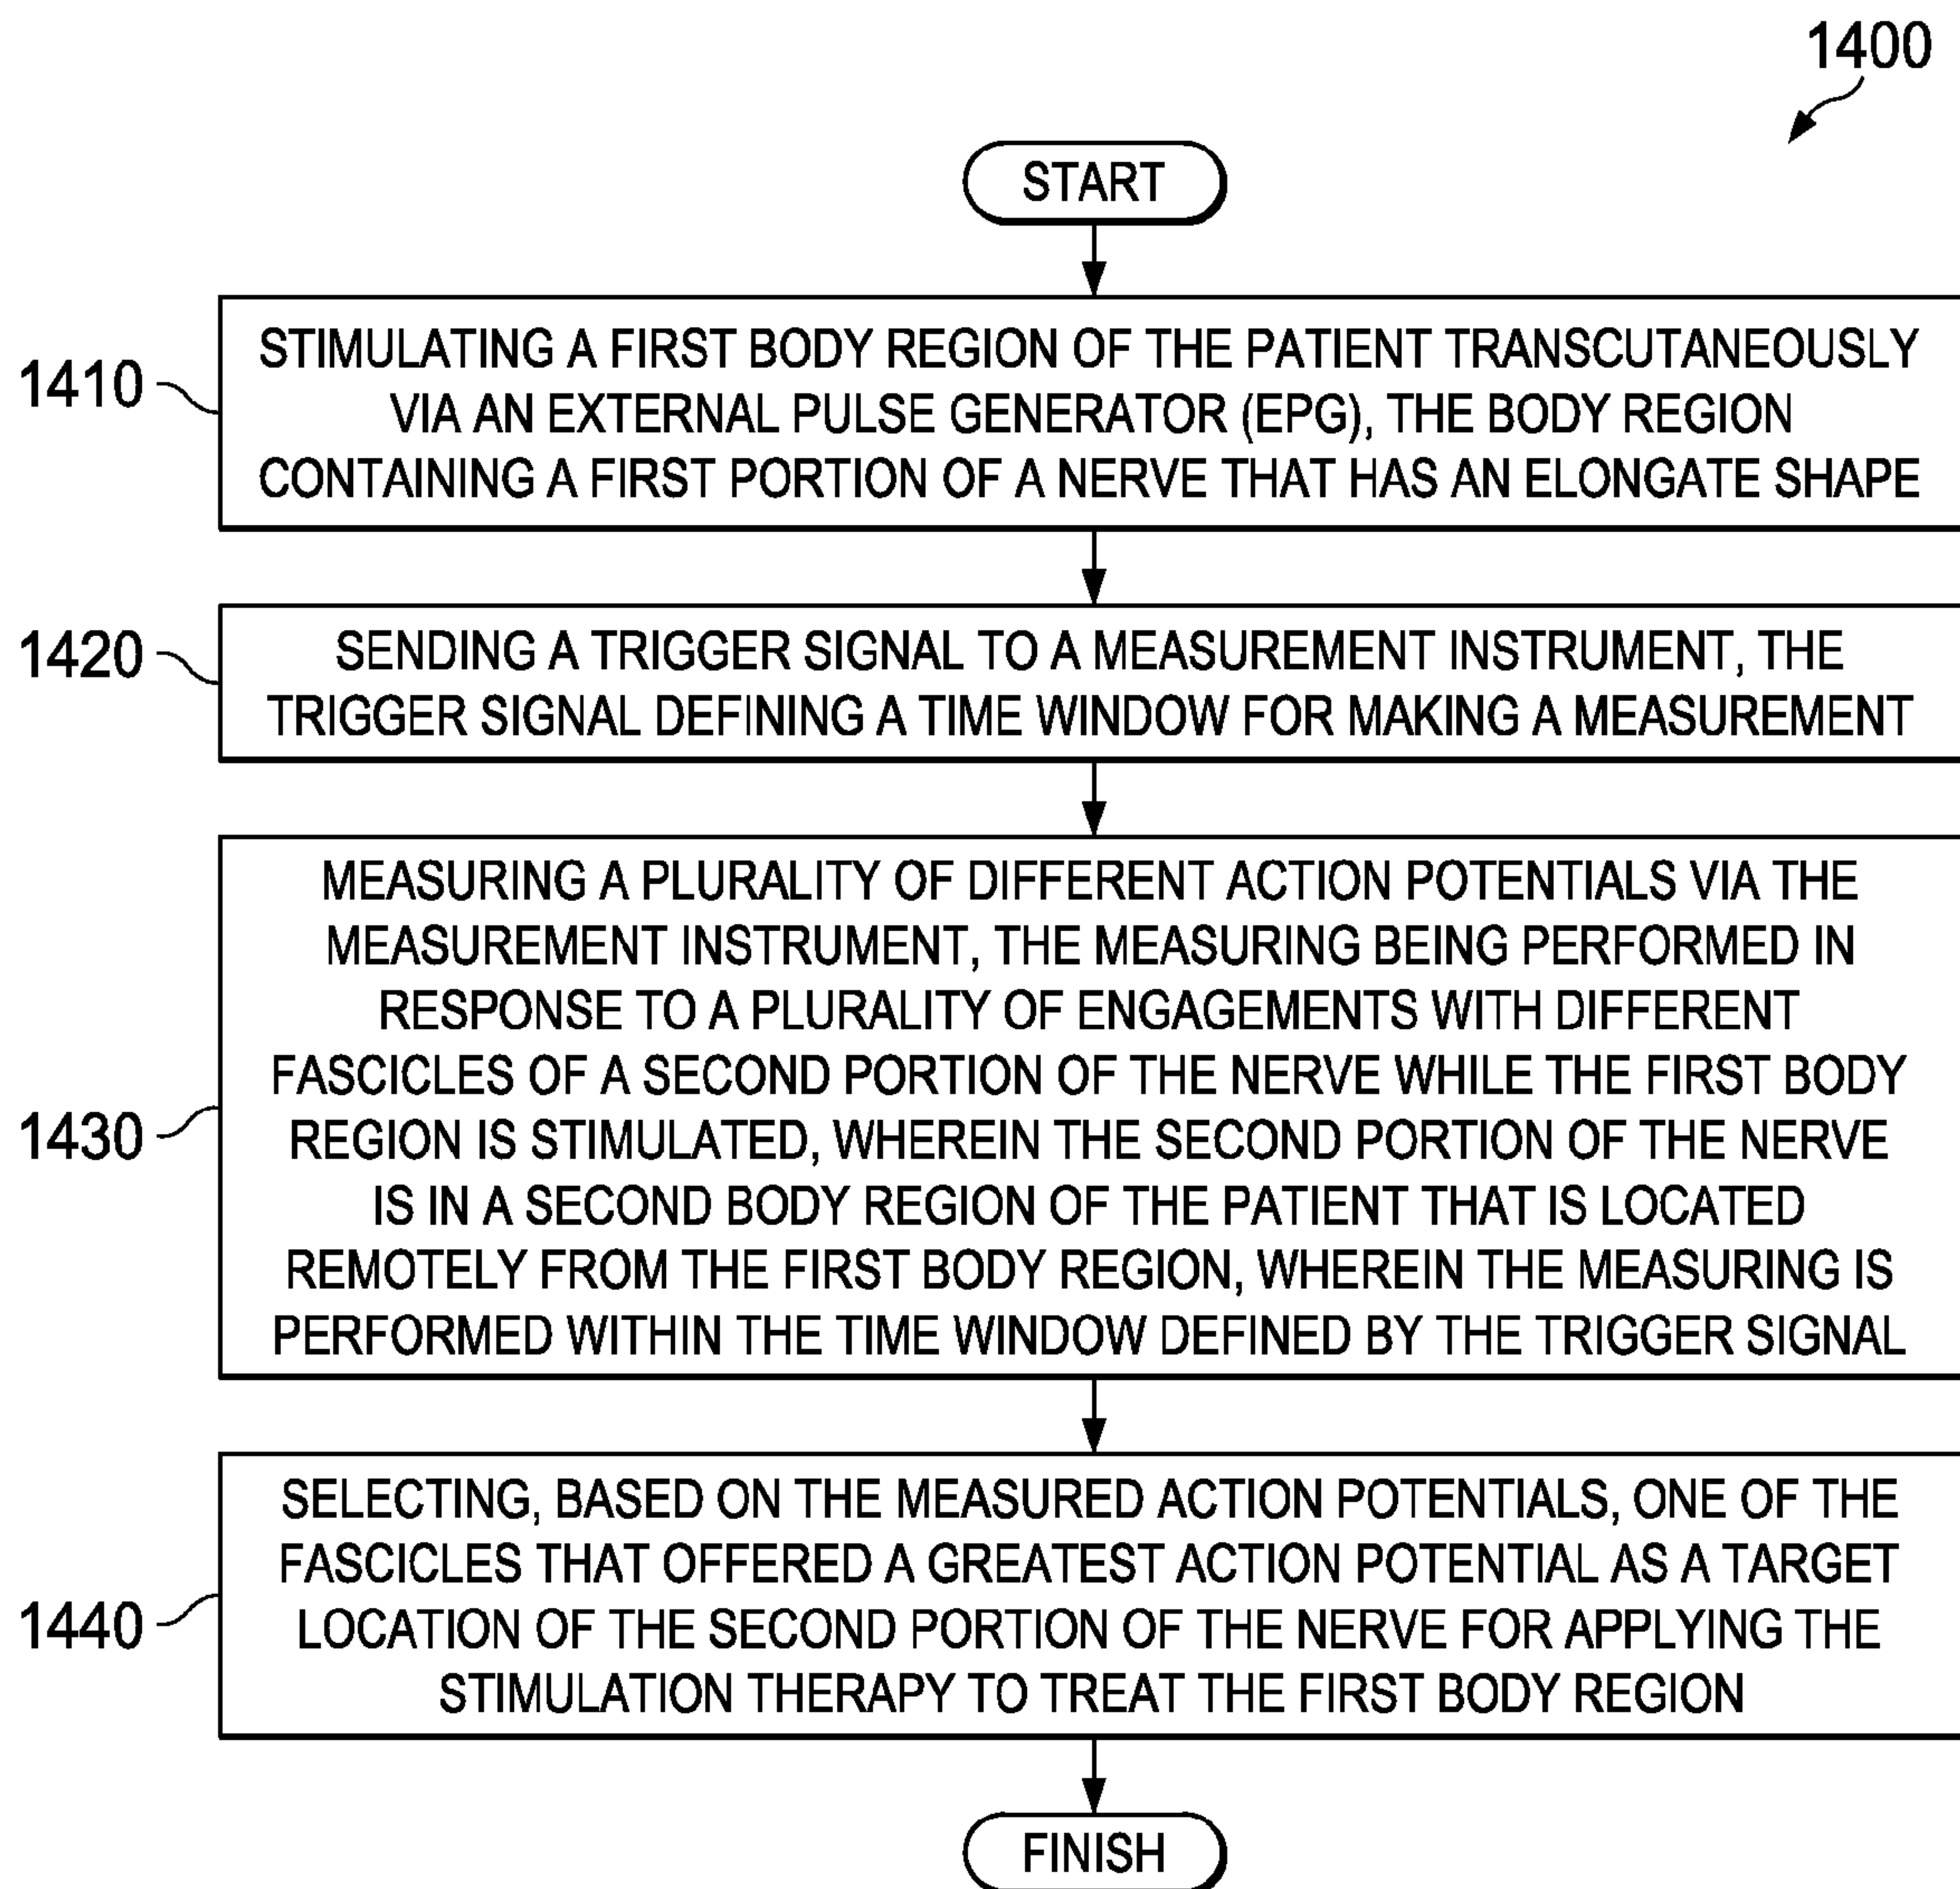 1400
START
1410
STIMULATING A FIRST BODY REGION OF THE PATIENT TRANSCUTANEOUSLY
VIA AN EXTERNAL PULSE GENERATOR (EPG), THE BODY REGION
CONTAINING A FIRST PORTION OF A NERVE THAT HAS AN ELONGATE SHAPE
1420
SENDING A TRIGGER SIGNAL TO A MEASUREMENT INSTRUMENT, THE
TRIGGER SIGNAL DEFINING A TIME WINDOW FOR MAKING A MEASUREMENT
1430
MEASURING A PLURALITY OF DIFFERENT ACTION POTENTIALS VIA THE
MEASUREMENT INSTRUMENT, THE MEASURING BEING PERFORMED IN
RESPONSE TO A PLURALITY OF ENGAGEMENTS WITH DIFFERENT
FASCICLES OF A SECOND PORTION OF THE NERVE WHILE THE FIRST BODY
REGION IS STIMULATED, WHEREIN THE SECOND PORTION OF THE NERVE
IS IN A SECOND BODY REGION OF THE PATIENT THAT IS LOCATED
REMOTELY FROM THE FIRST BODY REGION, WHEREIN THE MEASURING IS
PERFORMED WITHIN THE TIME WINDOW DEFINED BY THE TRIGGER SIGNAL
1440
SELECTING, BASED ON THE MEASURED ACTION POTENTIALS, ONE OF THE
FASCICLES THAT OFFERED A GREATEST ACTION POTENTIAL AS A TARGET
LOCATION OF THE SECOND PORTION OF THE NERVE FOR APPLYING THE
STIMULATION THERAPY TO TREAT THE FIRST BODY REGION
FINISH